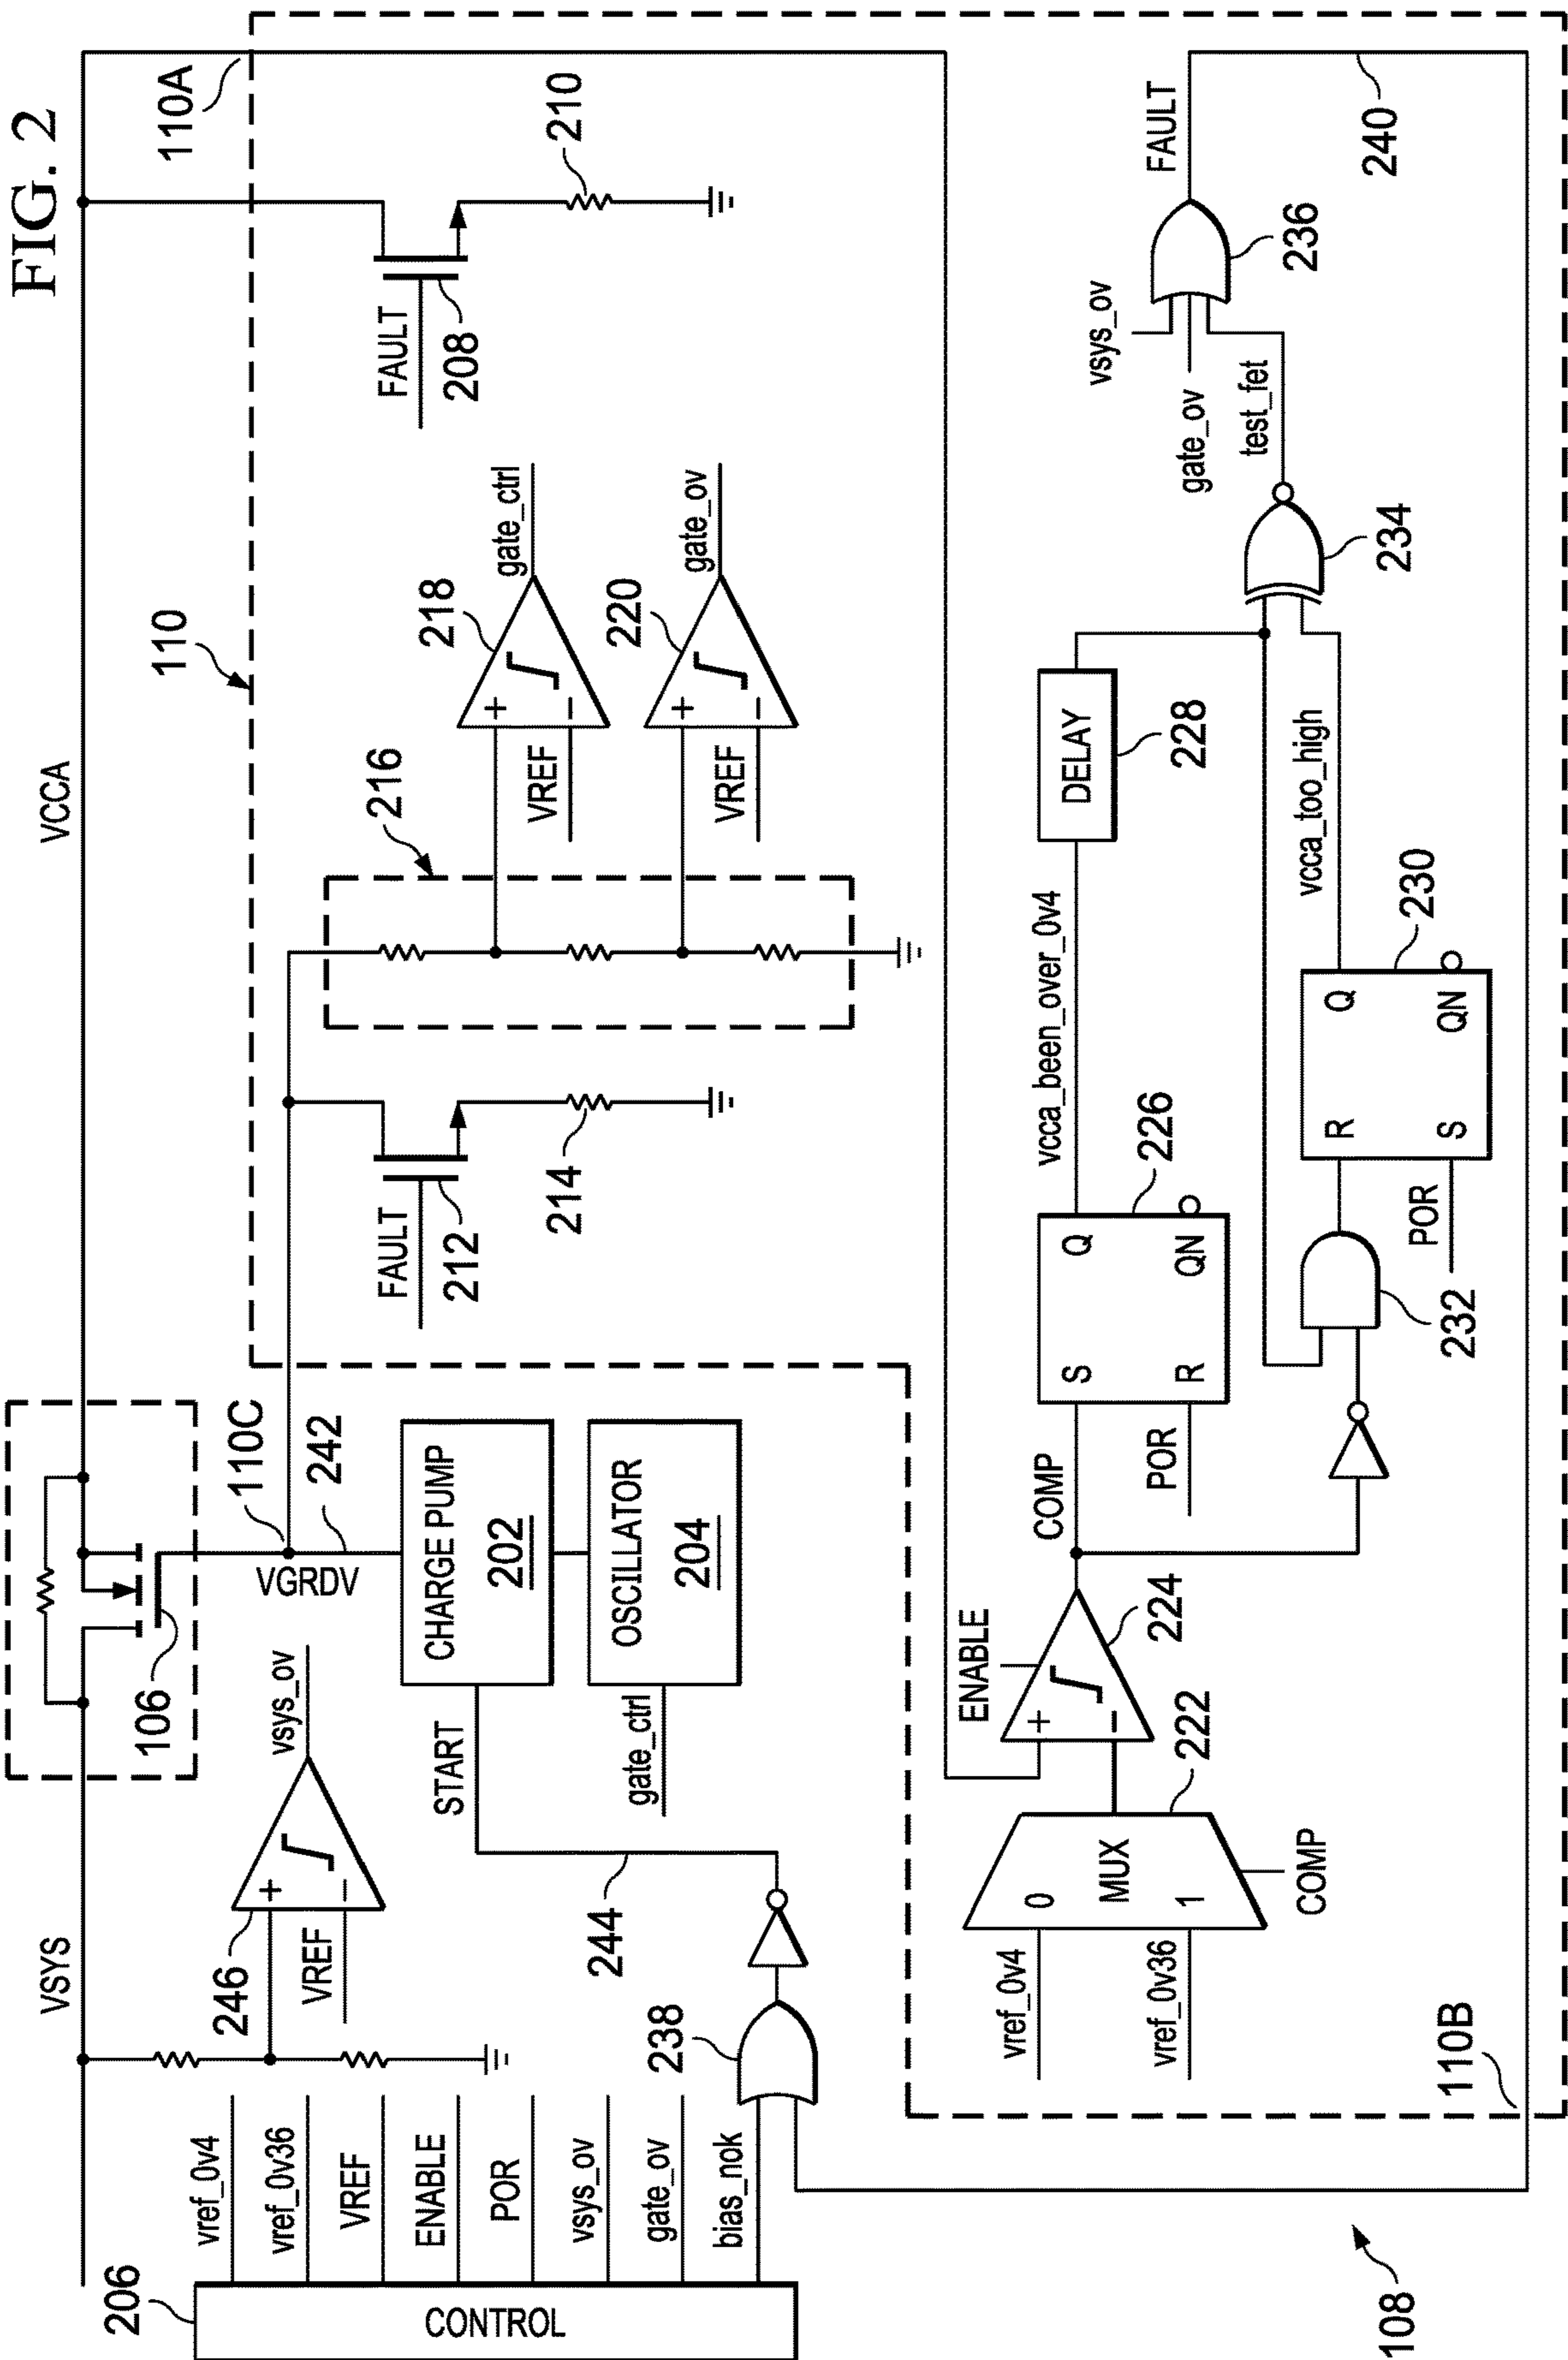 FIG. 2
VSYS
VCCA
106
110A
110
246
VREF
+
−
vsys_ov
VGRDV
110C
242
START
CHARGE PUMP
202
OSCILLATOR
204
gate_ctrl
244
206
CONTROL
vref_0v4
vref_0v36
VREF
ENABLE
POR
vsys_ov
gate_ov
bias_nok
238
FAULT
212
214
216
+
−
VREF
218
gate_ctrl
+
−
VREF
220
gate_ov
FAULT
208
210
vref_0v4
vref_0v36
0
MUX
1
222
COMP
ENABLE
+
−
224
COMP
POR
S
R
Q
QN
226
vcca_been_over_0v4
DELAY
228
232
POR
R
S
Q
QN
230
vcca_too_high
234
test_fet
gate_ov
vsys_ov
236
FAULT
240
110B
108